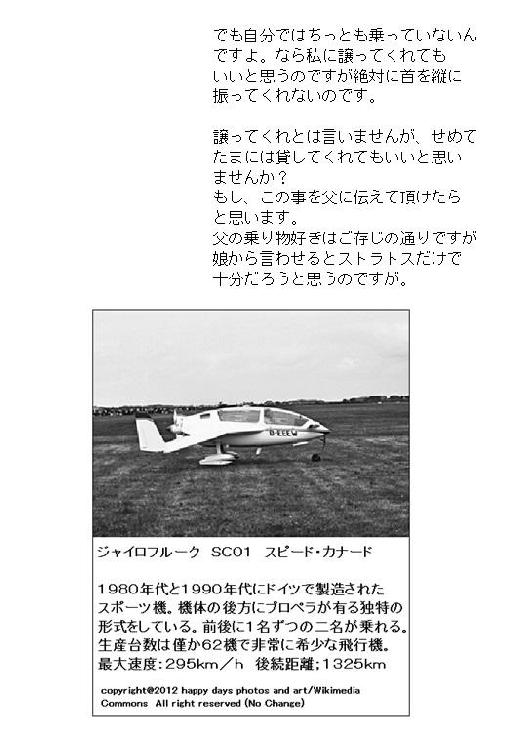 でも自分ではちっとも乗っていないん
ですよ。なら私に譲ってくれても
いいと思うのですが絶対に首を縦に
振ってくれないのです。
譲ってくれとは言いませんが、せめて
たまには貸してくれてもいいと思い
ませんか？
もし、この事を父に伝えて頂けたら
と思います。
父の乗り物好きはご存じの通りですが
娘から言わせるとストラトスだけで
十分だろうと思うのですが。
D-EEEW
ジャイロフルーク　SC01　スピード・カナード
1980年代と1990年代にドイツで製造された
スポーツ機。機体の後方にプロペラが有る独特の
形式をしている。前後に1名ずつの二名が乗れる。
生産台数は僅か62機で非常に希少な飛行機。
最大速度：295km／h　後続距離；1325km
copyright@2012 happy days photos and art/Wikimedia
Commons　All right reserved (No Change)